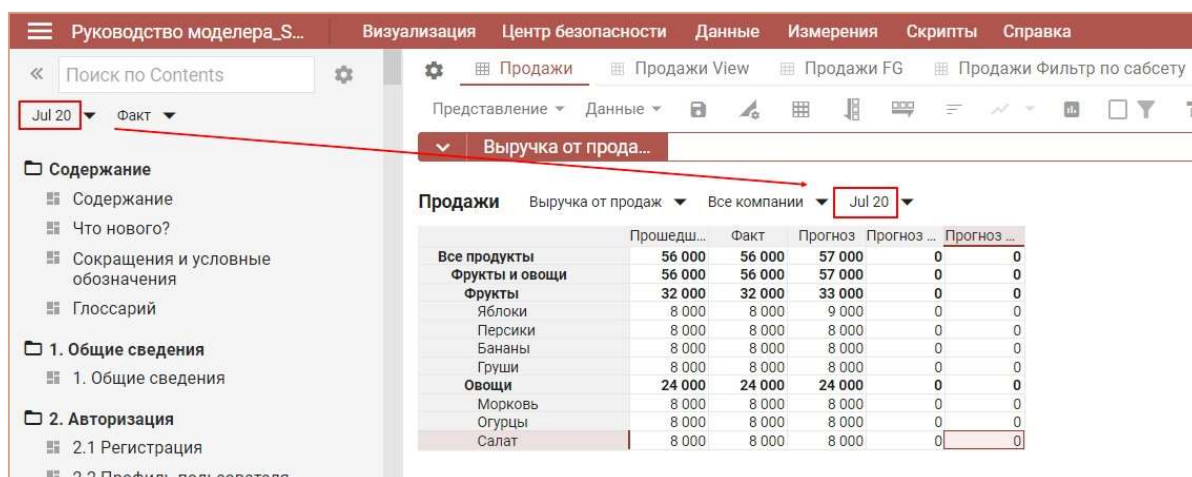 Руководство моделера_S...
Визуализация Центр безопасности Данные Измерения Скрипты Справка
Поиск по Contents
Продажи Продажи View Продажи FG Продажи Фильтр по сабсету
Jul 20 Факт
Представление Данные
Выручка от прода...
Содержание
Содержание
Что нового?
Сокращения и условные
обозначения
Глоссарий
1. Общие сведения
1. Общие сведения
2. Авторизация
2.1 Регистрация
2.2 Профиль пользователя
Продажи Выручка от продаж Все компании Jul 20
Прошедш... Факт Прогноз Прогноз ... Прогноз ...
Все продукты 56 000 56 000 57 000 0 0
Фрукты и овощи 56 000 56 000 57 000 0 0
Фрукты 32 000 32 000 33 000 0 0
Яблоки 8 000 8 000 9 000 0 0
Персики 8 000 8 000 8 000 0 0
Бананы 8 000 8 000 8 000 0 0
Груши 8 000 8 000 8 000 0 0
Овощи 24 000 24 000 24 000 0 0
Морковь 8 000 8 000 8 000 0 0
Огурцы 8 000 8 000 8 000 0 0
Салат 8 000 8 000 8 000 0 0